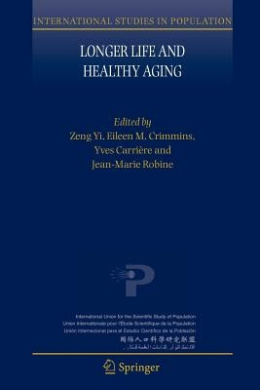 INTERNATIONAL STUDIES IN POPULATION
LONGER LIFE AND
HEALTHY AGING
Edited by
Zeng Yi, Eileen M. Crimmins,
Yves Carrière and
Jean-Marie Robine
P
International Union for the Scientific Study of Population
Union Internationale pour l'Étude Scientifique de la Population
Unión Internacional para el Estudio Científico de la Población
Springer